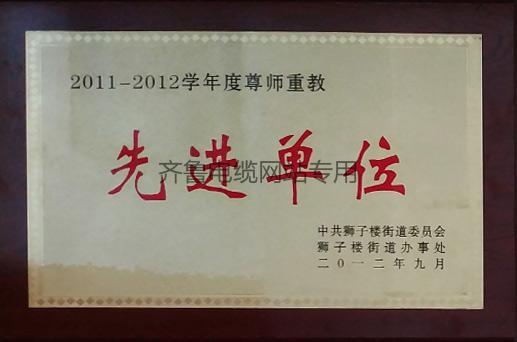 2011-2012学年度尊师重教
先进单位
齐鲁电缆网站专用
中共狮子楼街道委员会
狮子楼街道办事处
二〇一二年九月